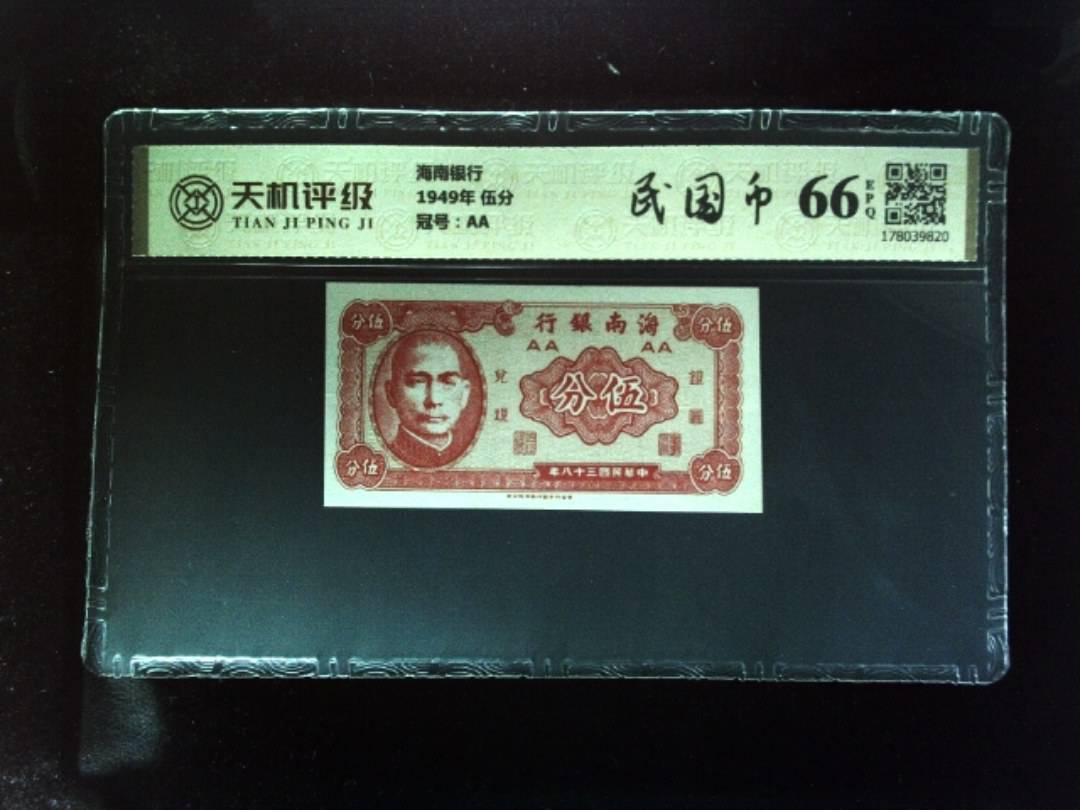 天机评级
TIAN JI PING JI
海南银行
1949年 伍分
冠号：AA
民国币
66
EPQ
178039820
分伍
行銀南海
分伍
AA
AA
兌
現
分伍
銀
分伍
年八十三國民華中
分伍